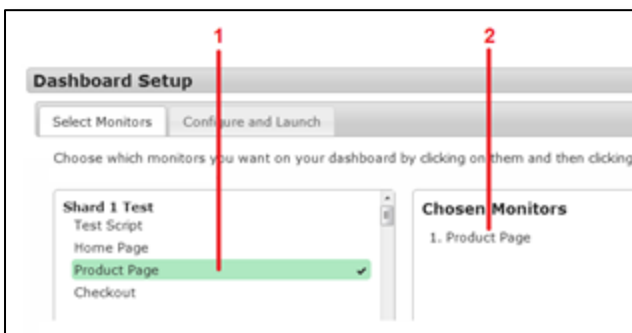 1 2
Dashboard Setup
Select Monitors Configure and Launch
Choose which monitors you want on your dashboard by clicking on them and then clicking
Shard 1 Test
Test Script
Home Page
Product Page
Checkout
Chosen Monitors
1. Product Page